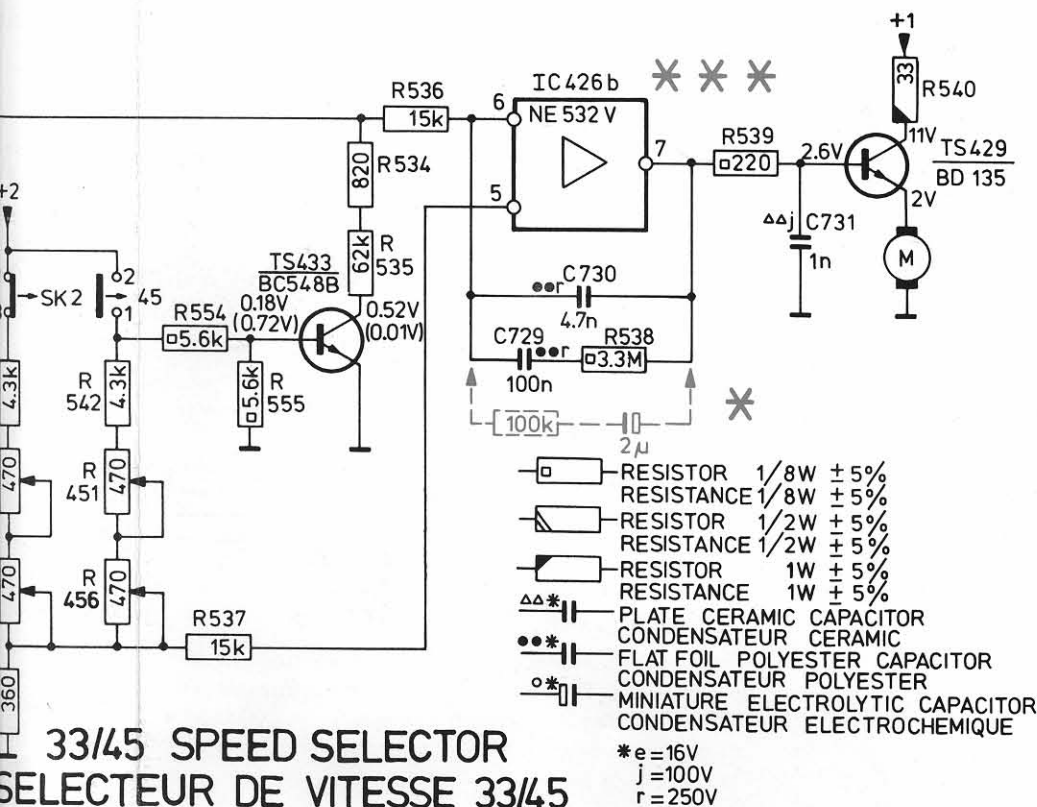 +1
33
R540
11V
TS429
BD 135
2V
M
IC426b
NE 532 V
6
5
7
R536
15k
R539
220
2.6V
△△j C731
1n
820
R534
62k
R
535
TS433
BC548B
0.18V
(0.72V)
0.52V
(0.01V)
+2
SK2
2
45
1
R554
5.6k
5.6k
R
555
C730
●●r
4.7n
C729
●●r
100n
R538
3.3M
100k
2µ
4.3k
R
542
4.3k
470
R
451
470
470
R
456
470
R537
15k
360
RESISTOR 1/8W ± 5%
RESISTANCE 1/8W ± 5%
RESISTOR 1/2W ± 5%
RESISTANCE 1/2W ± 5%
RESISTOR 1W ± 5%
RESISTANCE 1W ± 5%
△△* PLATE CERAMIC CAPACITOR
CONDENSATEUR CERAMIC
●●* FLAT FOIL POLYESTER CAPACITOR
CONDENSATEUR POLYESTER
○* MINIATURE ELECTROLYTIC CAPACITOR
CONDENSATEUR ELECTROCHEMIQUE
* e=16V
j=100V
r=250V
33/45 SPEED SELECTOR
SELECTEUR DE VITESSE 33/45